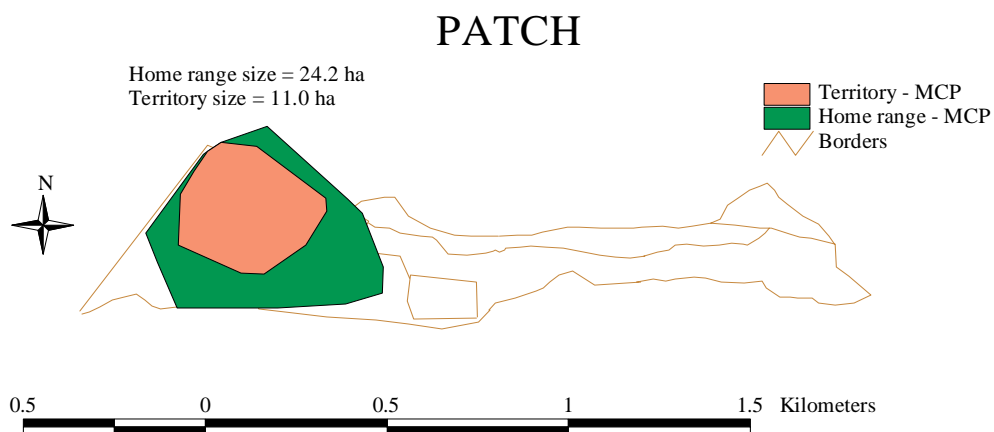 PATCH
Home range size = 24.2 ha
Territory size = 11.0 ha
Territory - MCP
Home range - MCP
Borders
N
0.5 0 0.5 1 1.5 Kilometers